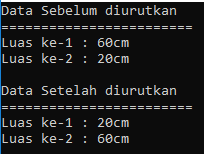 Data Sebelum diurutkan
========================
Luas ke-1 : 60cm
Luas ke-2 : 20cm
Data Setelah diurutkan
========================
Luas ke-1 : 20cm
Luas ke-2 : 60cm